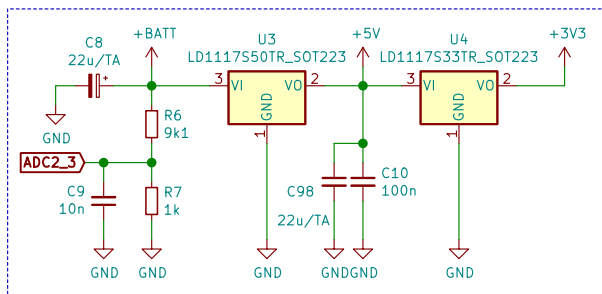 C8
22u/TA
+BATT
U3
LD1117S50TR_SOT223
+5V
U4
LD1117S33TR_SOT223
+3V3
3
VI
VO
2
GND
1
3
VI
VO
2
GND
1
GND
R6
9k1
ADC2_3
C9
10n
R7
1k
C98
22u/TA
C10
100n
GND
GND
GND
GND
GND
GND